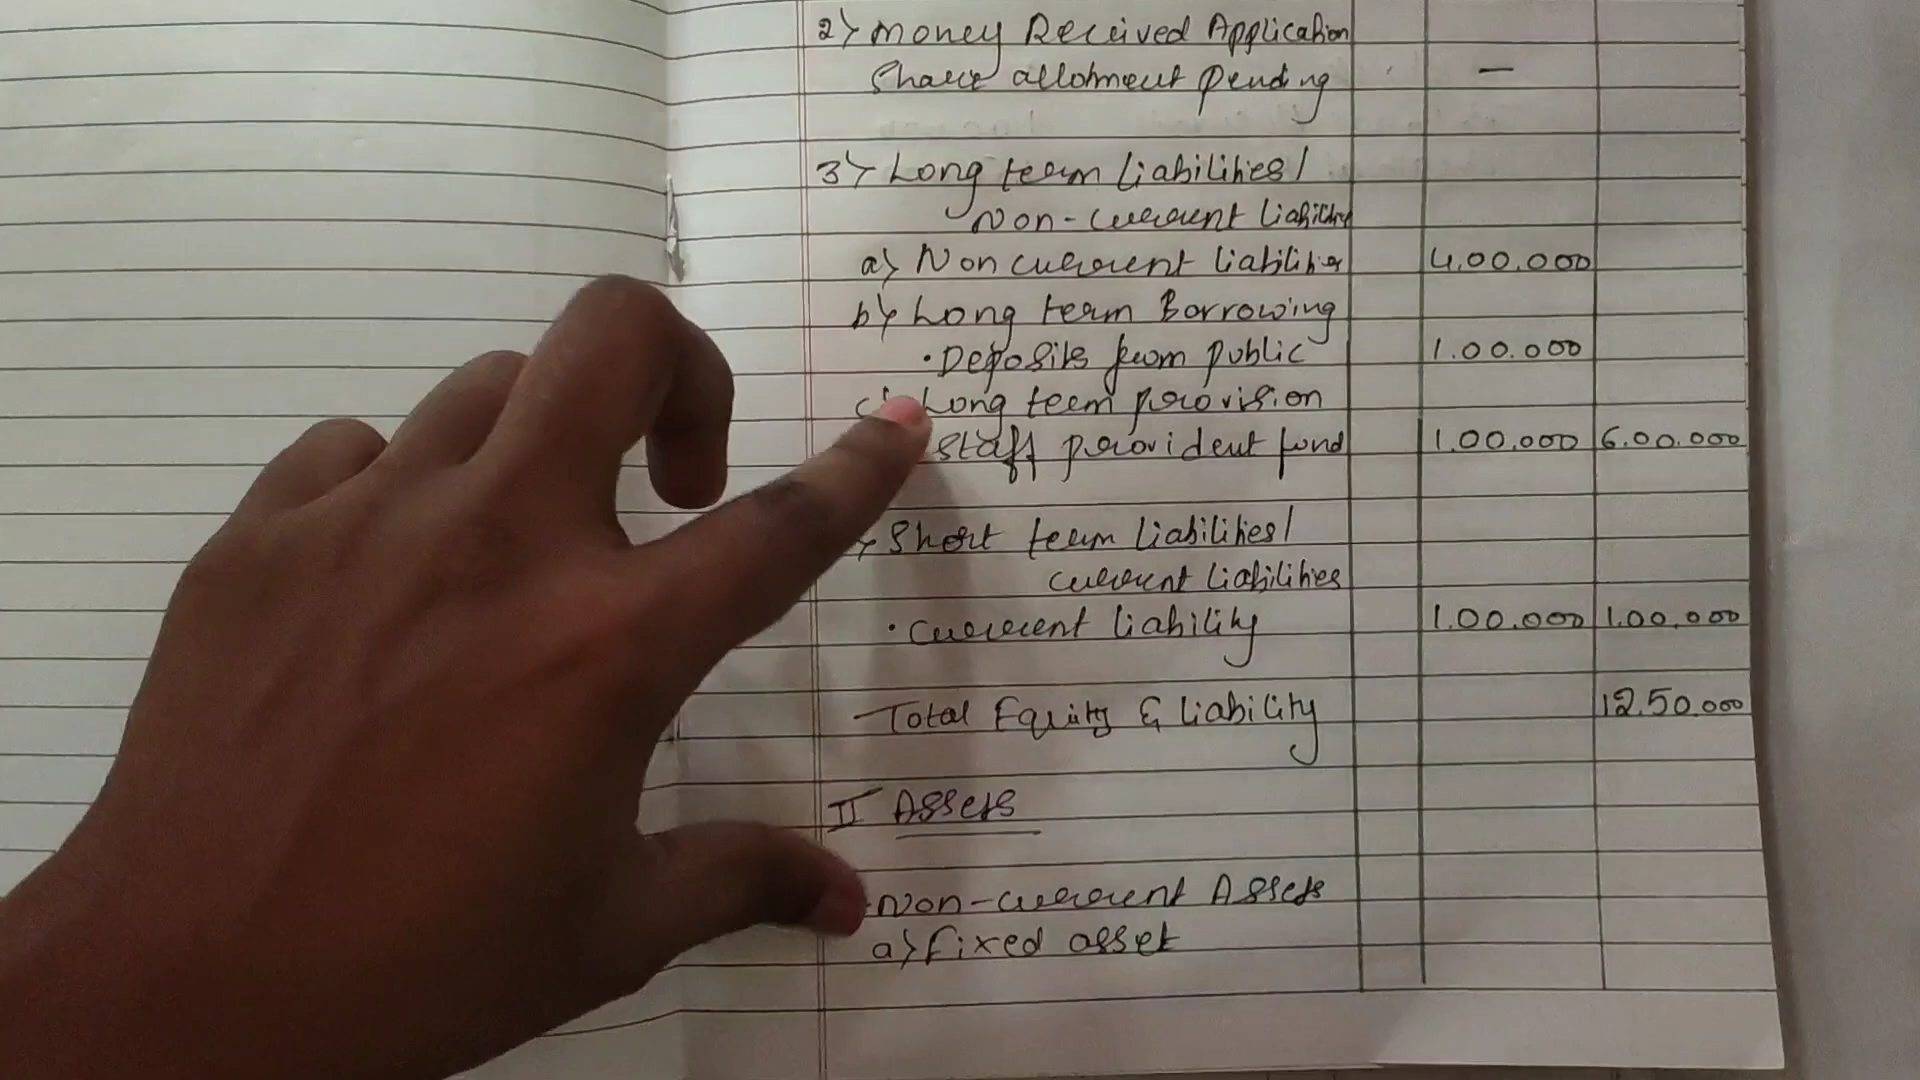 2) Money Received Application
Share allotment pending —
3) Long term liabilities/
Non-current liability
a) Non current liabilities 4,00,000
b) Long term Borrowing
• Deposits from public 1,00,000
c) Long term provision
Staff provident fund 1,00,000 6,00,000
Short term liabilities/
current liabilities
• current liability 1,00,000 1,00,000
Total Equity & liability 12,50,000
II Assets
Non-current Assets
a) fixed asset